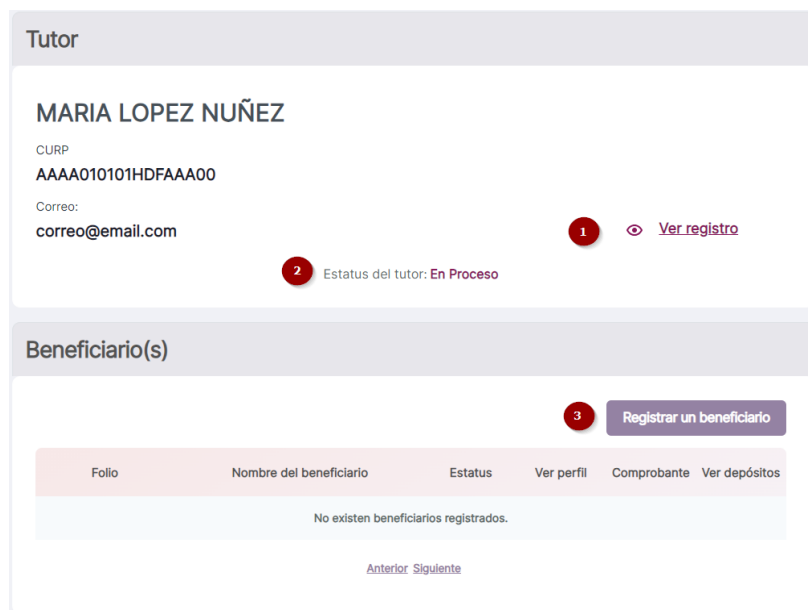 Tutor
MARIA LOPEZ NUÑEZ
CURP
AAAA010101HDFAAA00
Correo:
correo@email.com
1 Ver registro
2 Estatus del tutor: En Proceso
Beneficiario(s)
3 Registrar un beneficiario
Folio Nombre del beneficiario Estatus Ver perfil Comprobante Ver depósitos
No existen beneficiarios registrados.
Anterior Siguiente